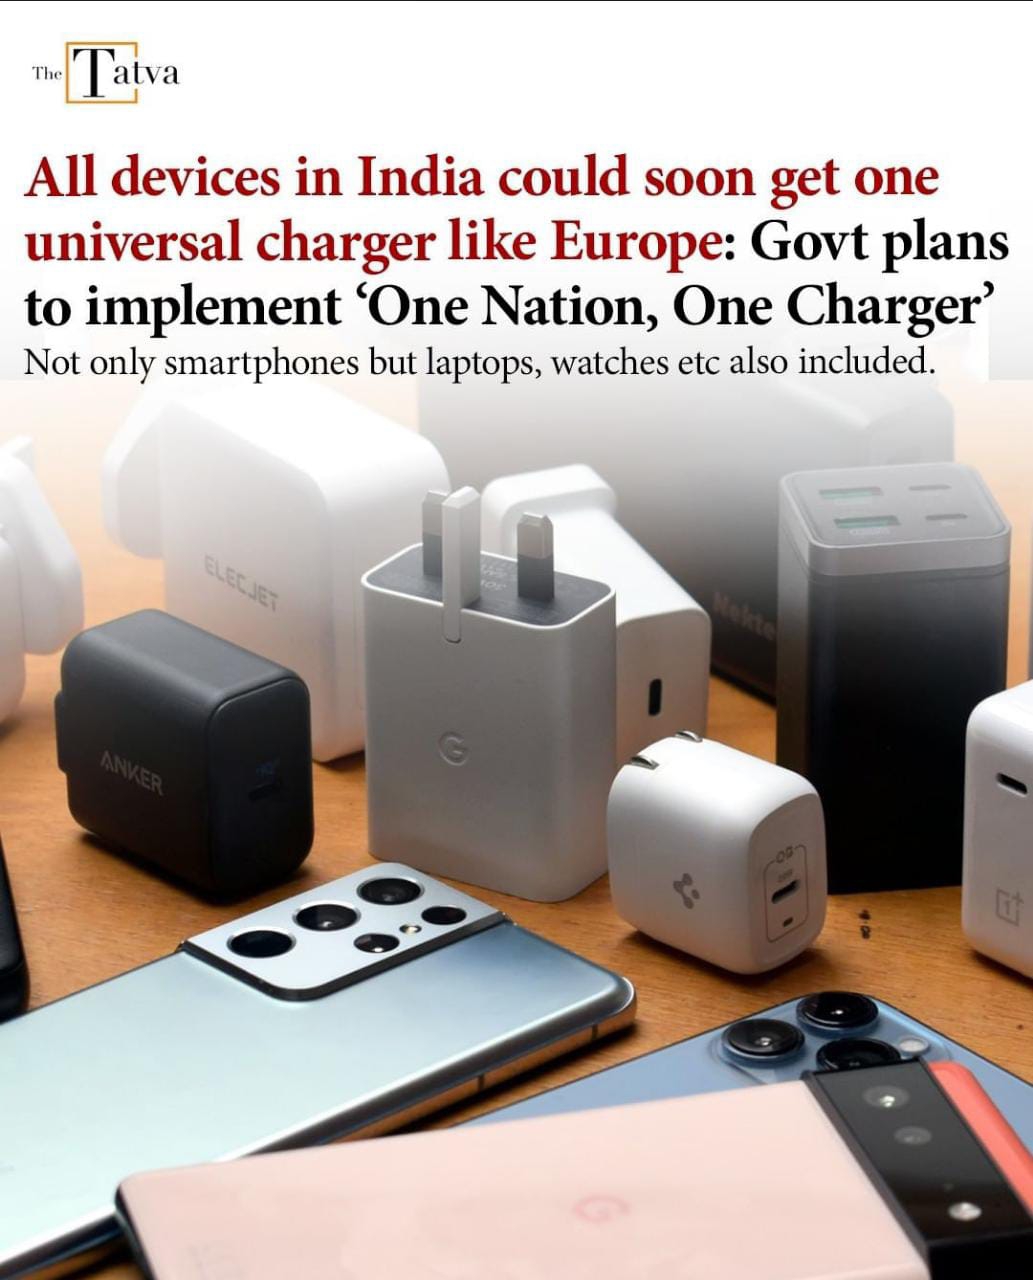 The Tatva
All devices in India could soon get one
universal charger like Europe: Govt plans
to implement ‘One Nation, One Charger’
Not only smartphones but laptops, watches etc also included.
ELECJET
Nekte
ANKER